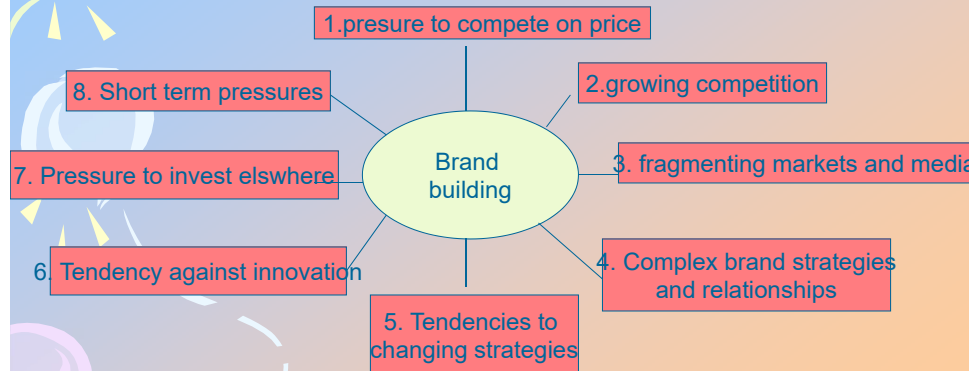 1.presure to compete on price
2.growing competition
3. fragmenting markets and media
4. Complex brand strategies
and relationships
5. Tendencies to
changing strategies
6. Tendency against innovation
7. Pressure to invest elswhere
8. Short term pressures
Brand
building